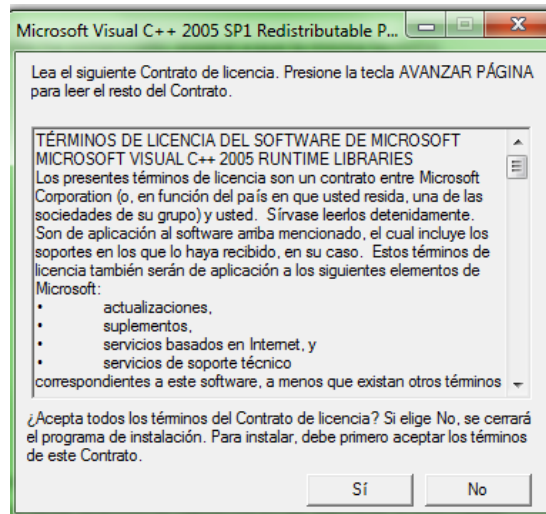 Microsoft Visual C++ 2005 SP1 Redistributable P...
Lea el siguiente Contrato de licencia. Presione la tecla AVANZAR PÁGINA
para leer el resto del Contrato.
TÉRMINOS DE LICENCIA DEL SOFTWARE DE MICROSOFT
MICROSOFT VISUAL C++ 2005 RUNTIME LIBRARIES
Los presentes términos de licencia son un contrato entre Microsoft
Corporation (o, en función del país en que usted resida, una de las
sociedades de su grupo) y usted. Sírvase leerlos detenidamente.
Son de aplicación al software arriba mencionado, el cual incluye los
soportes en los que lo haya recibido, en su caso. Estos términos de
licencia también serán de aplicación a los siguientes elementos de
Microsoft:
• actualizaciones,
• suplementos,
• servicios basados en Internet, y
• servicios de soporte técnico
correspondientes a este software, a menos que existan otros términos
¿Acepta todos los términos del Contrato de licencia? Si elige No, se cerrará
el programa de instalación. Para instalar, debe primero aceptar los términos
de este Contrato.
Sí No